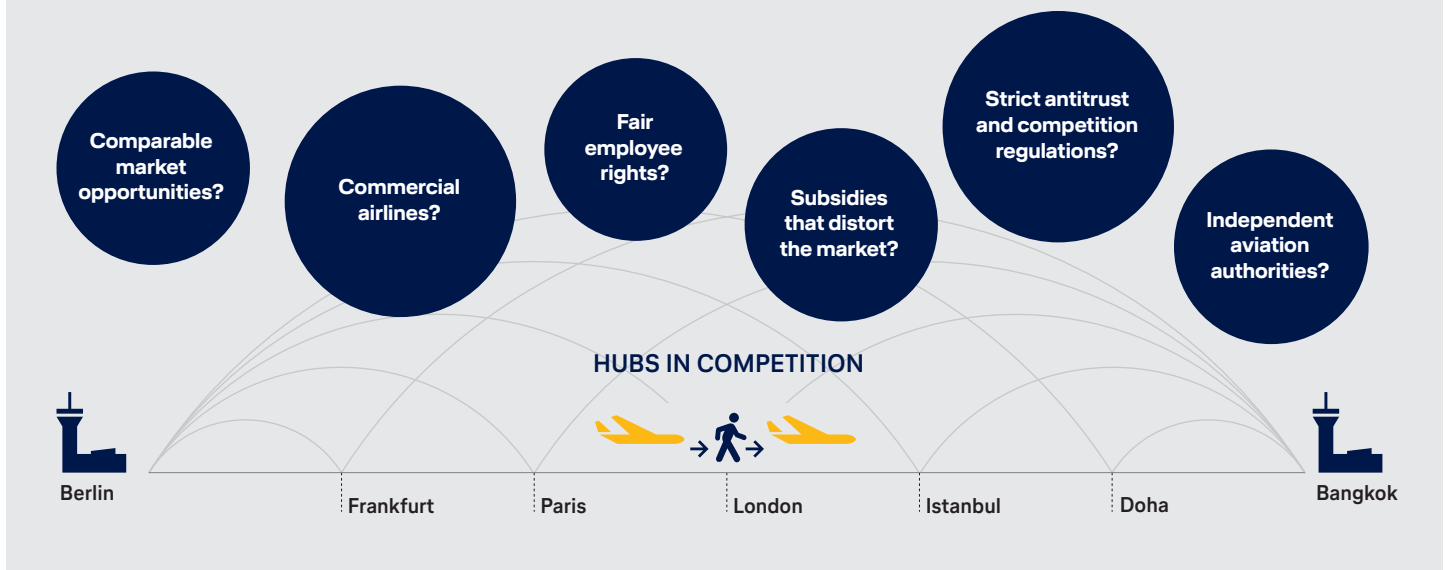 Comparable
market
opportunities?
Commercial
airlines?
Fair
employee
rights?
Subsidies
that distort
the market?
Strict antitrust
and competition
regulations?
Independent
aviation
authorities?
HUBS IN COMPETITION
Berlin
Frankfurt
Paris
London
Istanbul
Doha
Bangkok